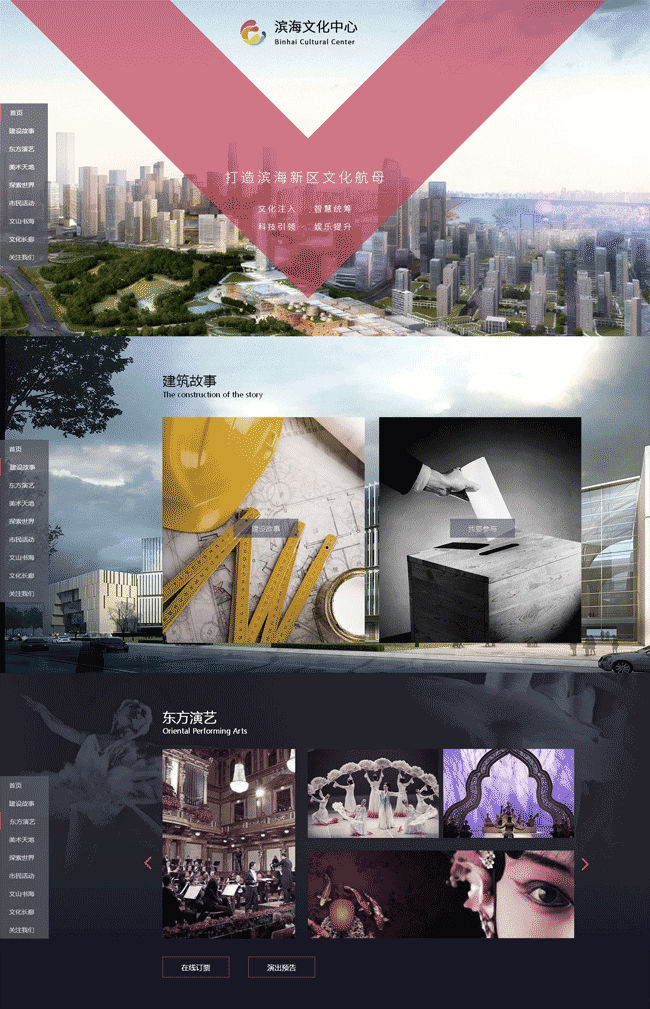 滨海文化中心
Binhai Cultural Center
首页
建设故事
东方演艺
美术天地
探索世界
市民活动
文山书海
文化长廊
关注我们
打造滨海新区文化航母
文化注入 智慧统筹
科技引领 娱乐提升
建筑故事
The construction of the story
首页
建设故事
东方演艺
美术天地
探索世界
市民活动
文山书海
文化长廊
关注我们
建设故事
我要参与
东方演艺
Oriental Performing Arts
首页
建设故事
东方演艺
美术天地
探索世界
市民活动
文山书海
文化长廊
关注我们
在线订票
演出预告